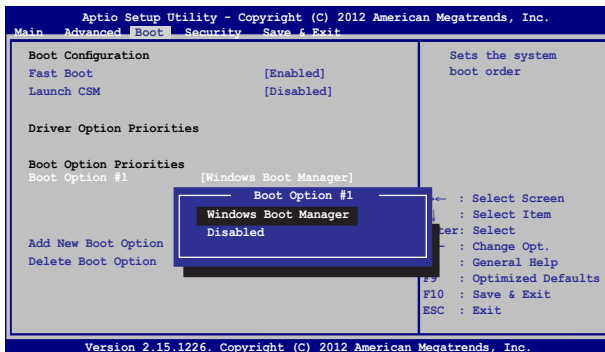 Aptio Setup Utility - Copyright (C) 2012 American Megatrends, Inc.
Main Advanced Boot Security Save & Exit
Boot Configuration
Fast Boot [Enabled]
Launch CSM [Disabled]
Driver Option Priorities
Boot Option Priorities
Boot Option #1 [Windows Boot Manager]
Boot Option #1
Windows Boot Manager
Disabled
Add New Boot Option
Delete Boot Option
Sets the system
boot order
: Select Screen
: Select Item
: Select
: Change Opt.
: General Help
F9 : Optimized Defaults
F10 : Save & Exit
ESC : Exit
Version 2.15.1226. Copyright (C) 2012 American Megatrends, Inc.